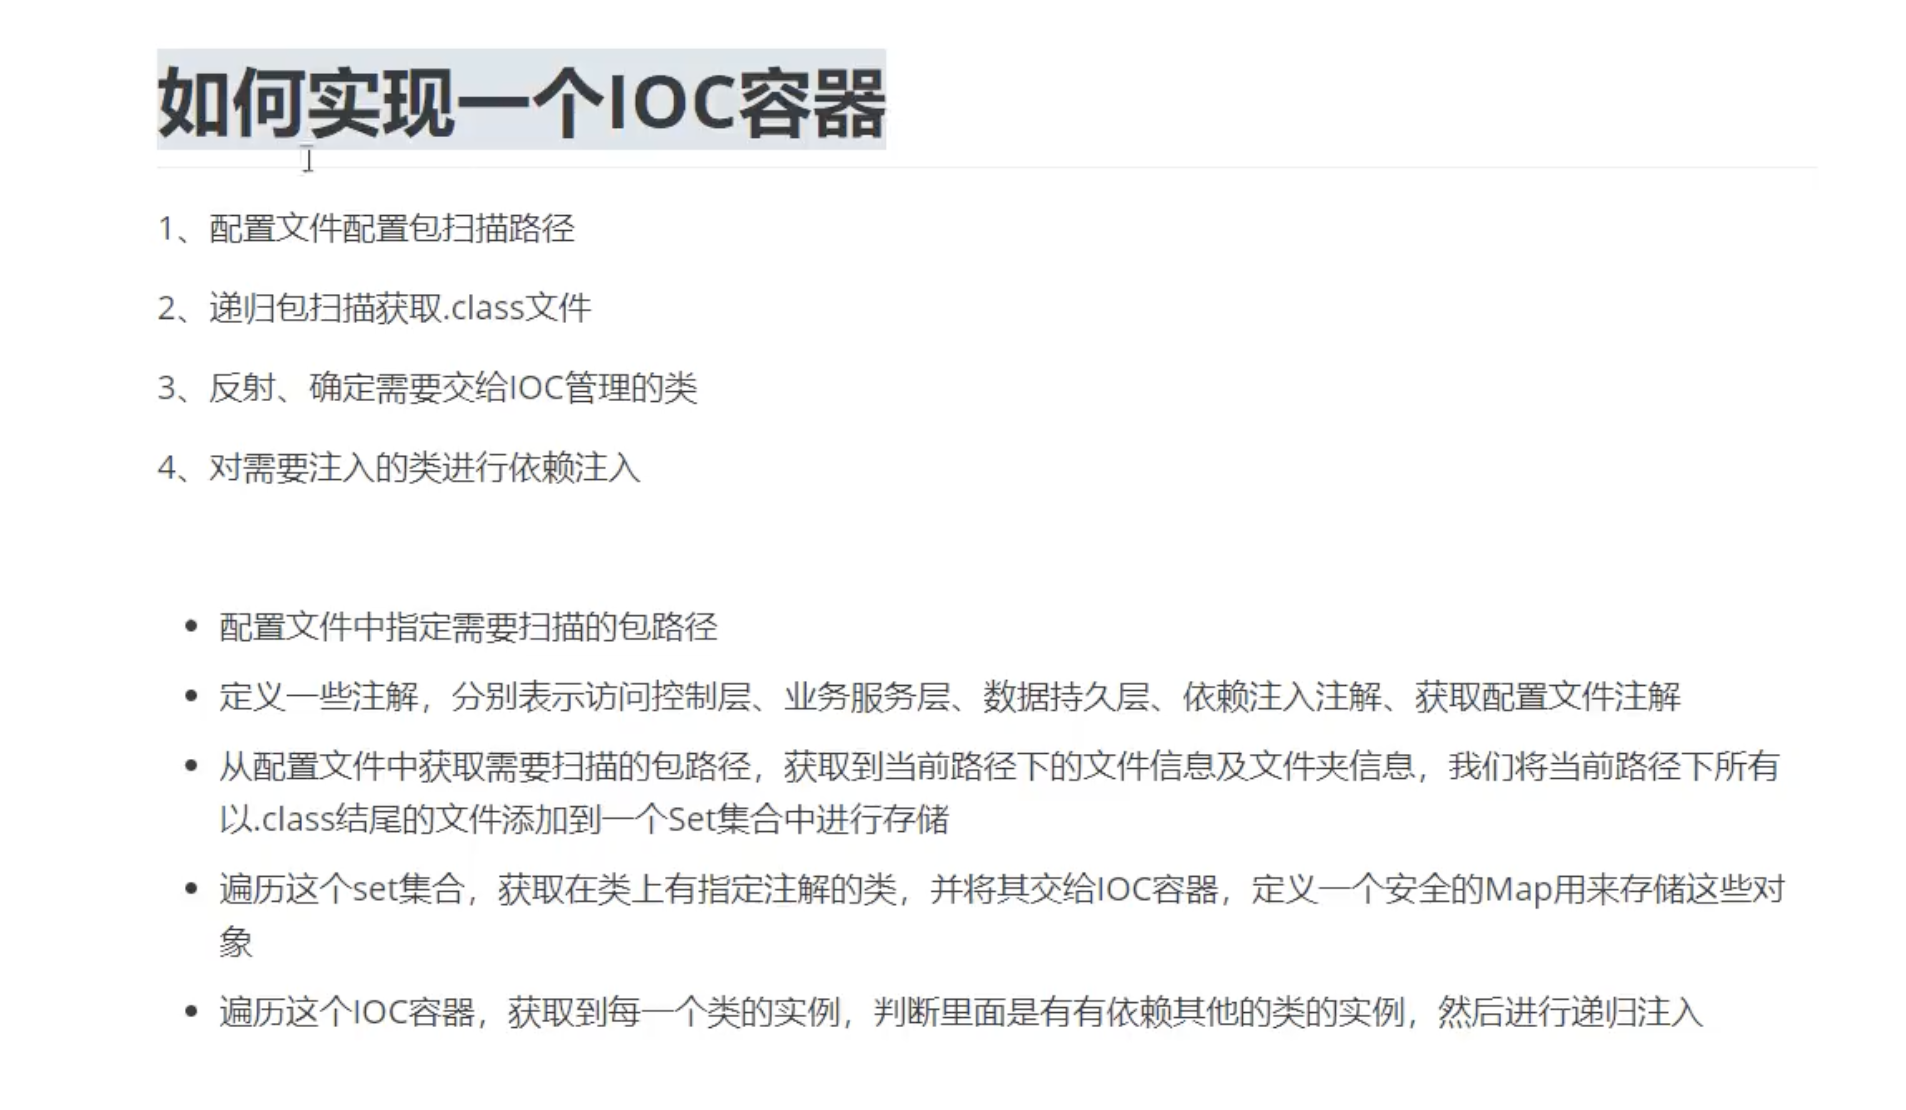 如何实现一个IOC容器
1、配置文件配置包扫描路径
2、递归包扫描获取.class文件
3、反射、确定需要交给IOC管理的类
4、对需要注入的类进行依赖注入
• 配置文件中指定需要扫描的包路径
• 定义一些注解，分别表示访问控制层、业务服务层、数据持久层、依赖注入注解、获取配置文件注解
• 从配置文件中获取需要扫描的包路径，获取到当前路径下的文件信息及文件夹信息，我们将当前路径下所有
以.class结尾的文件添加到一个Set集合中进行存储
• 遍历这个set集合，获取在类上有指定注解的类，并将其交给IOC容器，定义一个安全的Map用来存储这些对
象
• 遍历这个IOC容器，获取到每一个类的实例，判断里面是有有依赖其他的类的实例，然后进行递归注入